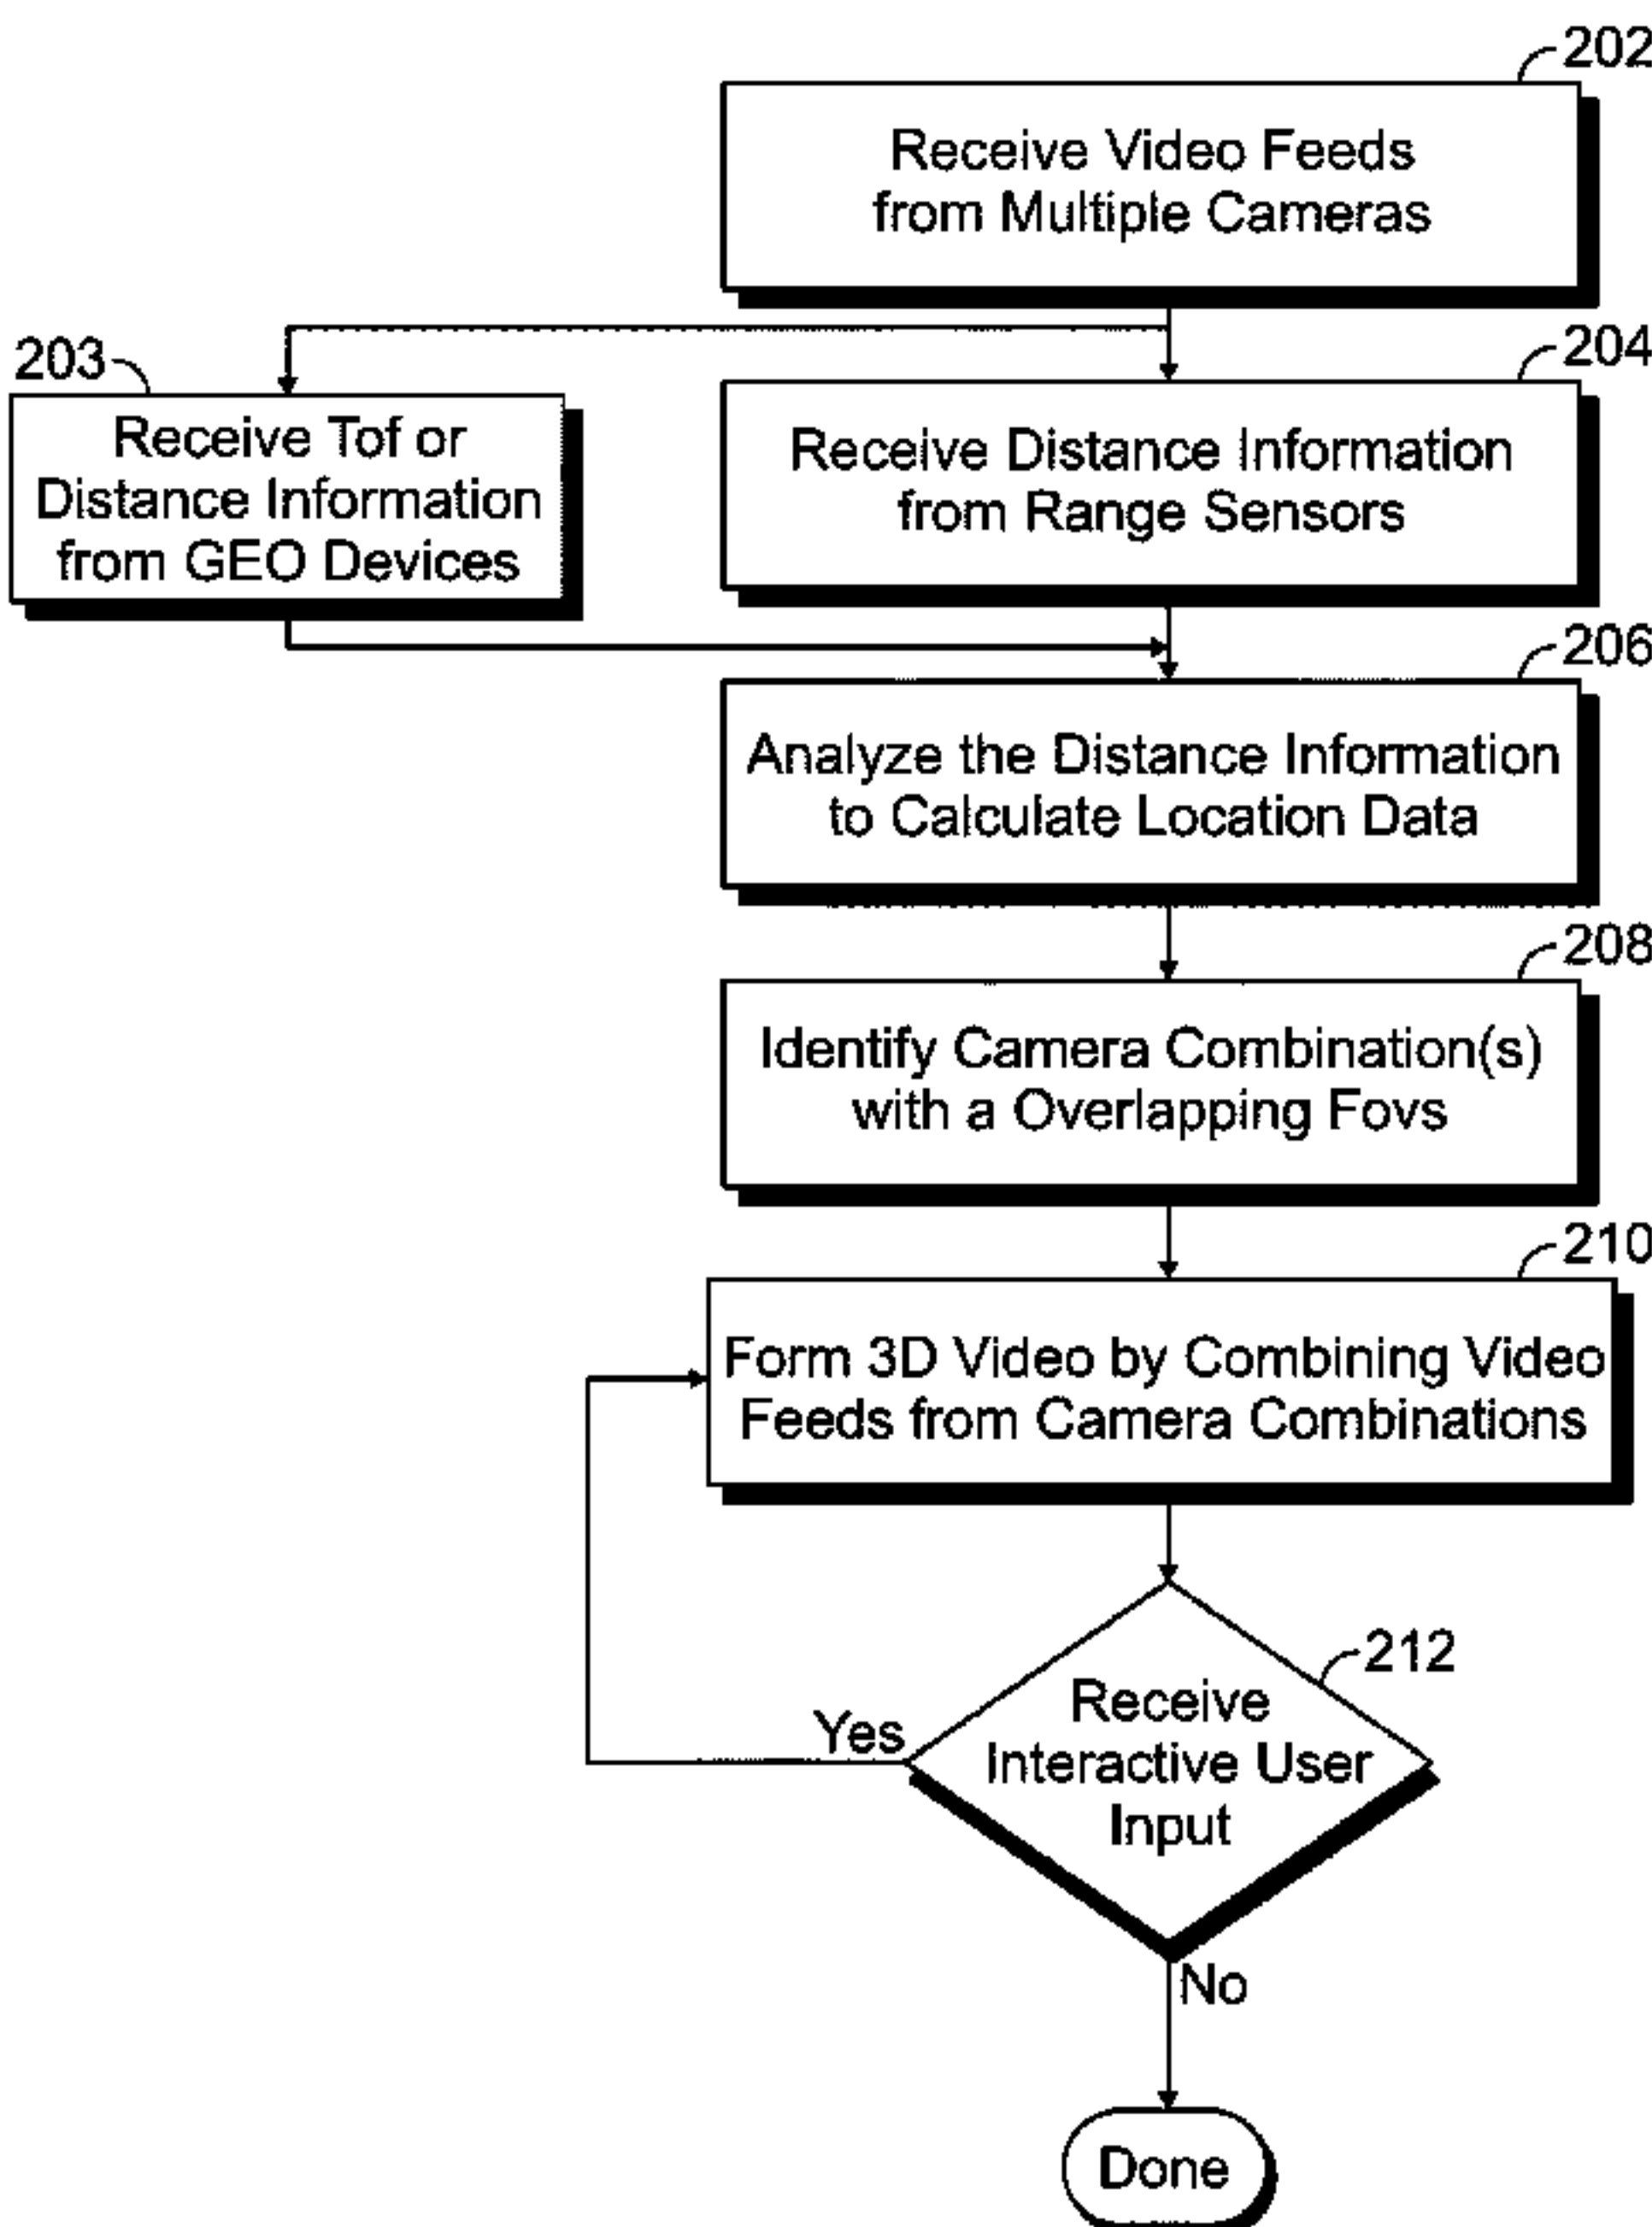 202
Receive Video Feeds
from Multiple Cameras
203
Receive Tof or
Distance Information
from GEO Devices
204
Receive Distance Information
from Range Sensors
206
Analyze the Distance Information
to Calculate Location Data
208
Identify Camera Combination(s)
with a Overlapping Fovs
210
Form 3D Video by Combining Video
Feeds from Camera Combinations
212
Receive
Interactive User
Input
Yes
No
Done